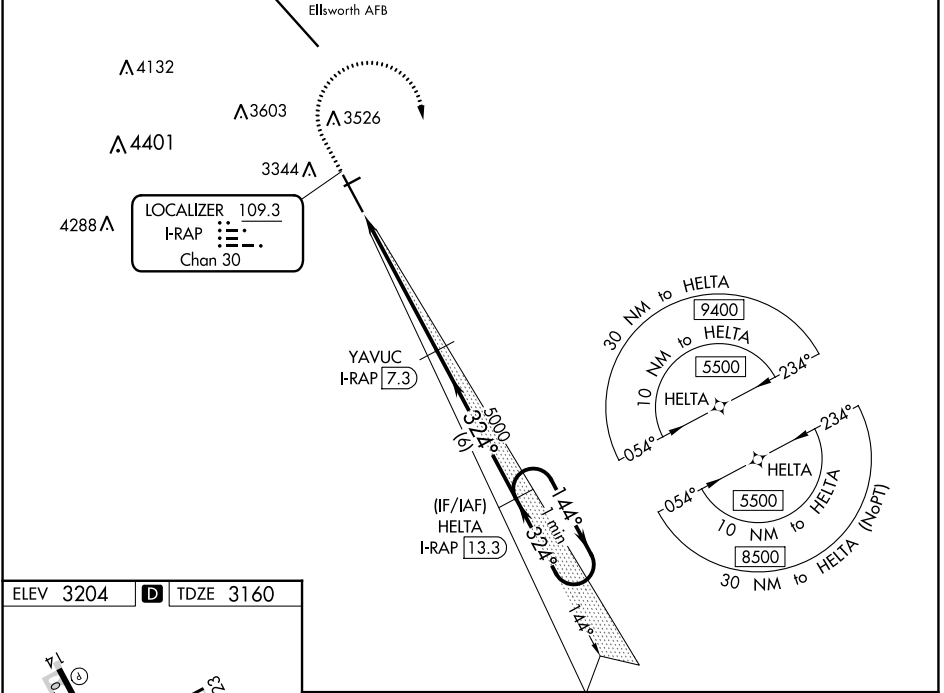 Ellsworth AFB
4132
3603
3526
4401
3344
4288
LOCALIZER 109.3
I-RAP
Chan 30
30 NM to HELTA
9400
10 NM to HELTA
5500
234°
HELTA
054°
YAVUC
I-RAP 7.3
5000
324°
(6)
234°
HELTA
054°
5500
10 NM to HELTA
8500
30 NM to HELTA (NoPT)
(IF/IAF)
HELTA
I-RAP 13.3
144°
1 min
324°
144°
ELEV 3204 D TDZE 3160
14
P
0
23